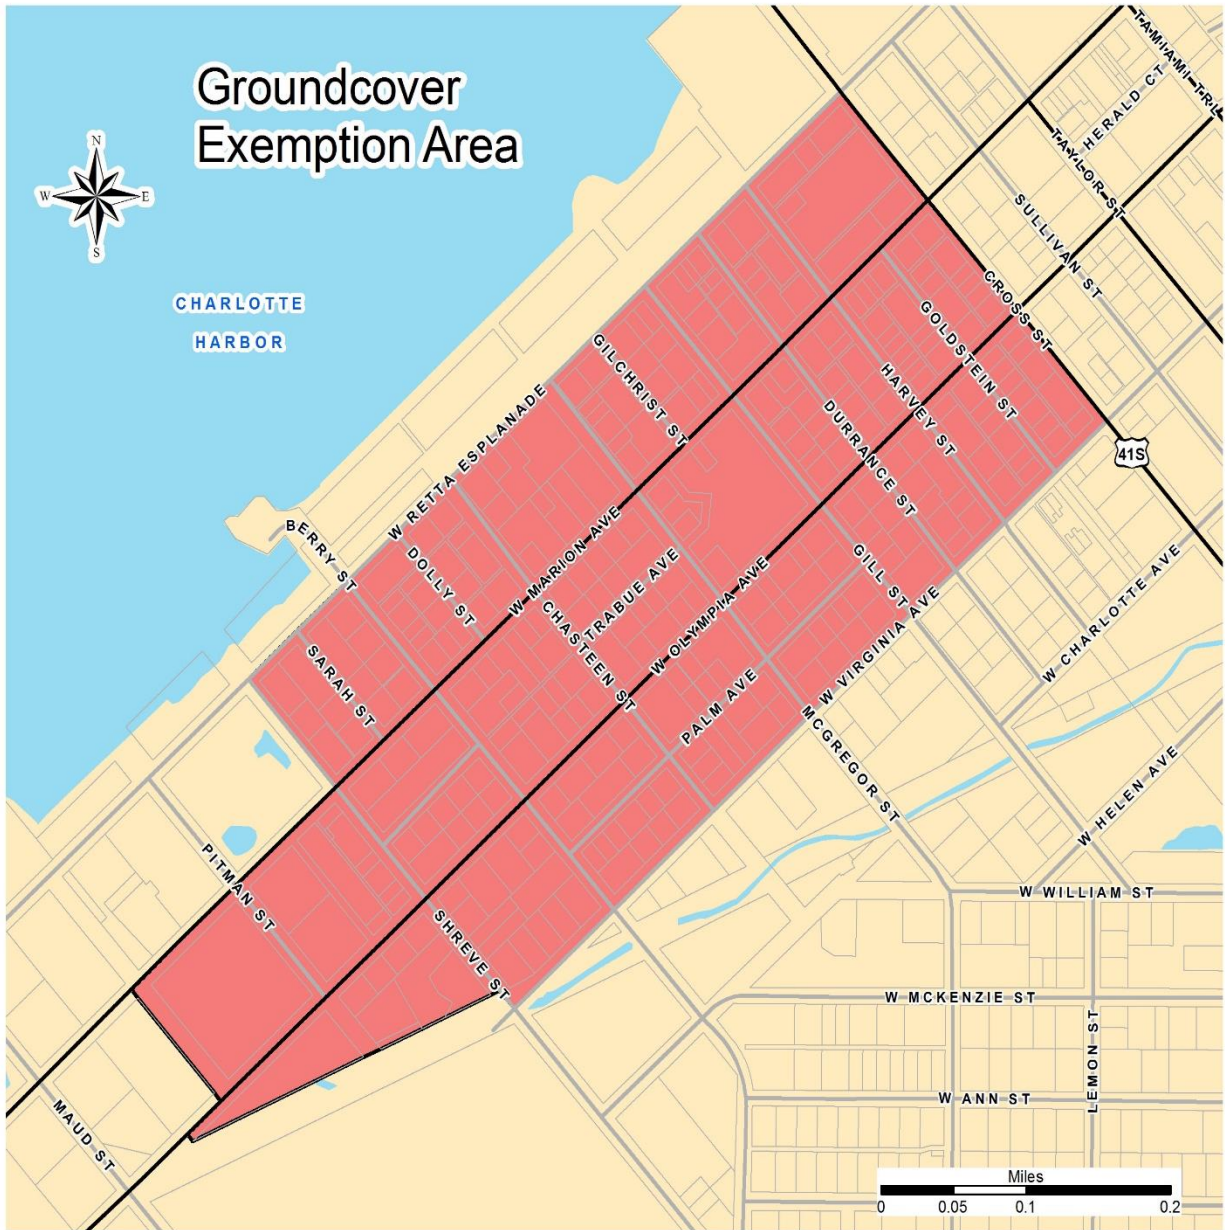 Groundcover
Exemption Area
N
W
E
S
CHARLOTTE
HARBOR
TAMIAMI TRL
HERALD CT
TAYLOR ST
SULLIVAN ST
CROSS ST
GOLDSTEIN ST
HARVEY ST
DURRANCE ST
GILCHRIST ST
W RETTA ESPLANADE
41S
BERRY ST
DOLLY ST
W MARION AVE
TRABUE AVE
CHASTEEN ST
W OLYMPIA AVE
GILL ST
W VIRGINIA AVE
W CHARLOTTE AVE
SARAH ST
PALM AVE
MCGREGOR ST
W HELEN AVE
PITMAN ST
SHREVE ST
W WILLIAM ST
W MCKENZIE ST
LEMON ST
W ANN ST
MAUD ST
Miles
0 0.05 0.1 0.2